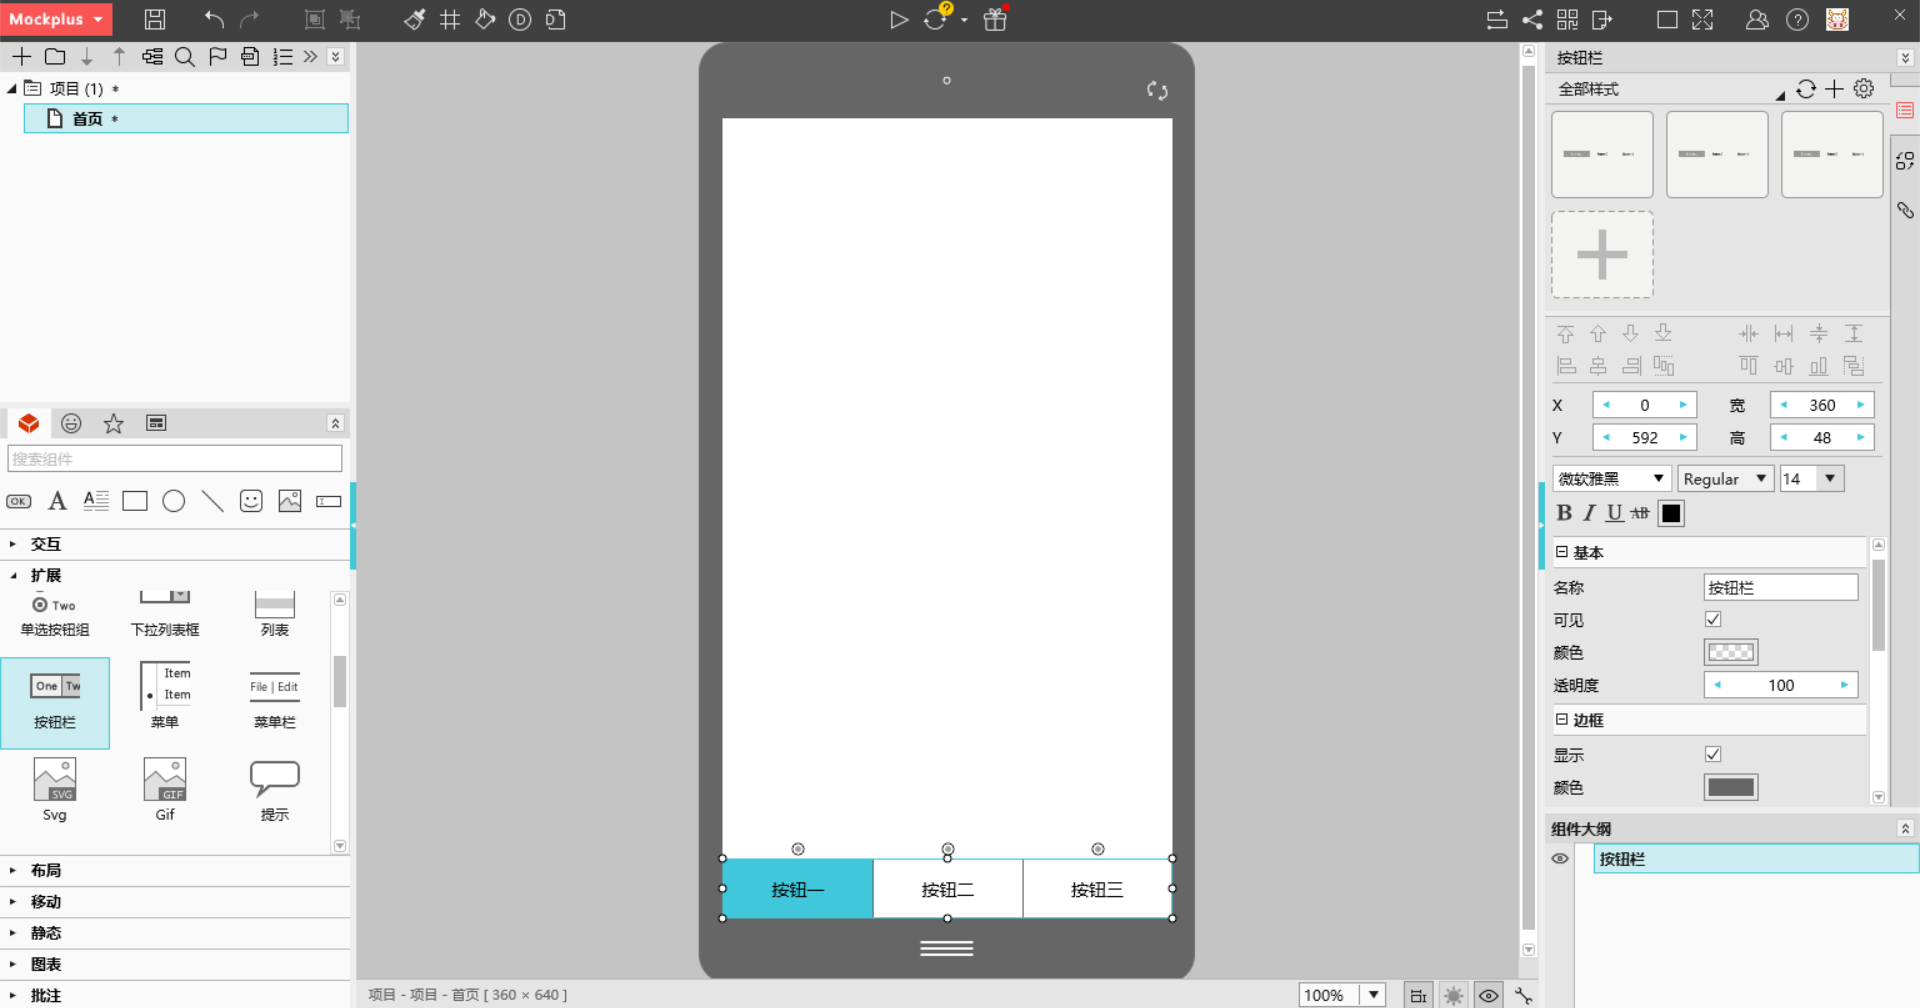 Mockplus
项目 (1) *
首页 *
搜索组件
OK
A
A
交互
扩展
Two
单选按钮组
下拉列表框
列表
One Tw
按钮栏
Item
Item
菜单
File | Edit
菜单栏
SVG
Svg
GIF
Gif
提示
布局
移动
静态
图表
批注
D
?
按钮一
按钮二
按钮三
项目 - 项目 - 首页 [ 360 × 640 ]
100%
?
按钮栏
全部样式
X 0 宽 360
Y 592 高 48
微软雅黑 Regular 14
B I U AB
基本
名称 按钮栏
可见
颜色
透明度 100
边框
显示
颜色
组件大纲
按钮栏